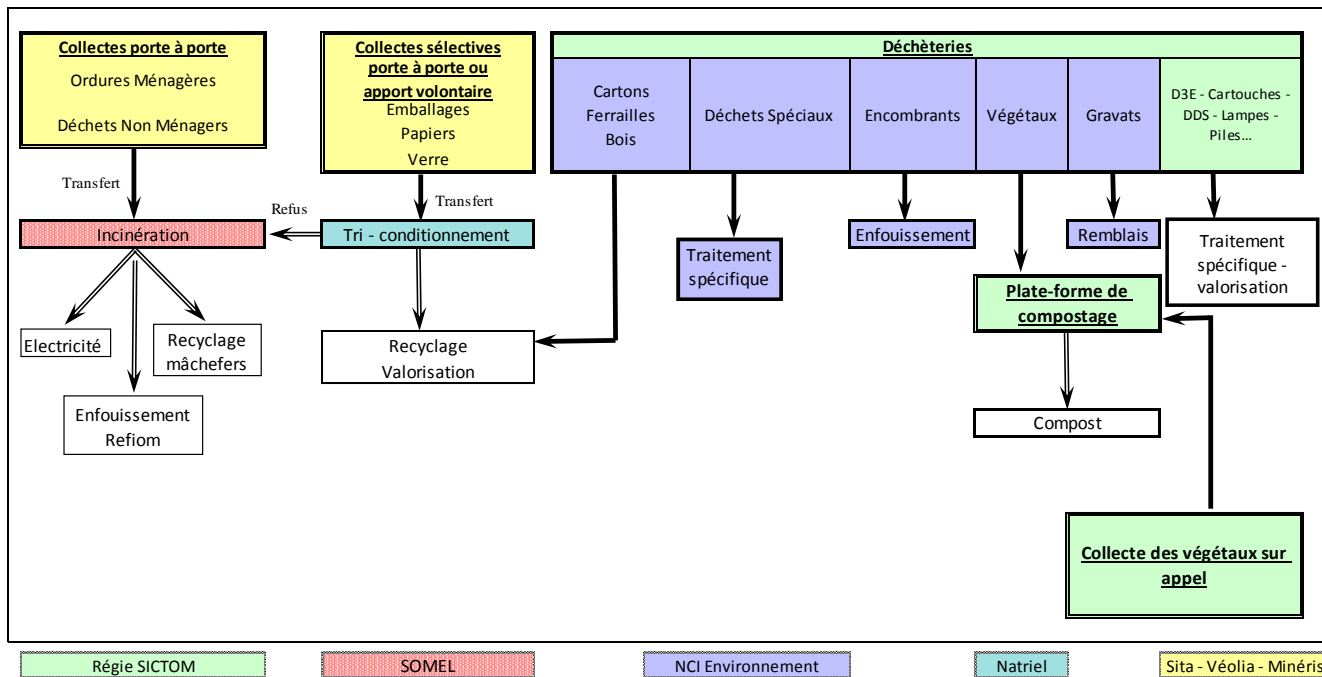 Collectes porte à porte
Ordures Ménagères
Déchets Non Ménagers
Collectes sélectives
porte à porte ou
apport volontaire
Emballages
Papiers
Verre
Déchèteries
Cartons
Ferrailles
Bois
Déchets Spéciaux
Encombrants
Végétaux
Gravats
D3E - Cartouches -
DDS - Lampes -
Piles...
Transfert
Refus
Transfert
Incinération
Tri - conditionnement
Traitement
spécifique
Enfouissement
Remblais
Traitement
spécifique -
valorisation
Plate-forme de
compostage
Electricité
Recyclage
mâchefers
Recyclage
Valorisation
Enfouissement
Refiom
Compost
Collecte des végétaux sur
appel
Régie SICTOM
SOMEL
NCI Environnement
Natriel
Sita - Véolia - Minéris